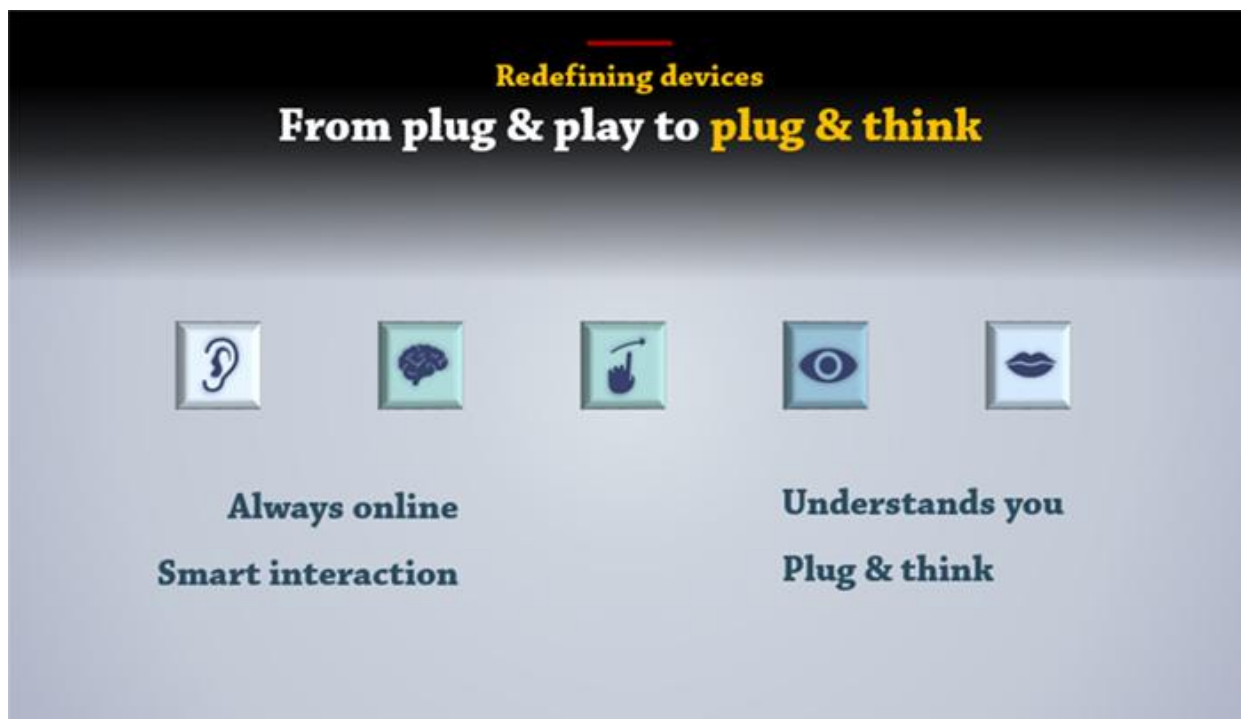 Redefining devices
From plug & play to plug & think
Always online
Smart interaction
Understands you
Plug & think